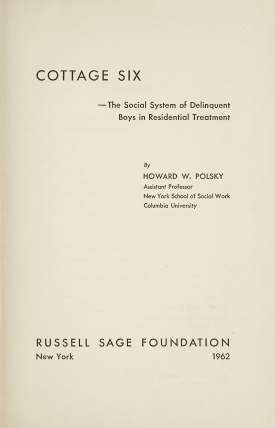 COTTAGE SIX
—The Social System of Delinquent
Boys in Residential Treatment
By
HOWARD W. POLSKY
Assistant Professor
New York School of Social Work
Columbia University
RUSSELL SAGE FOUNDATION
New York 1962